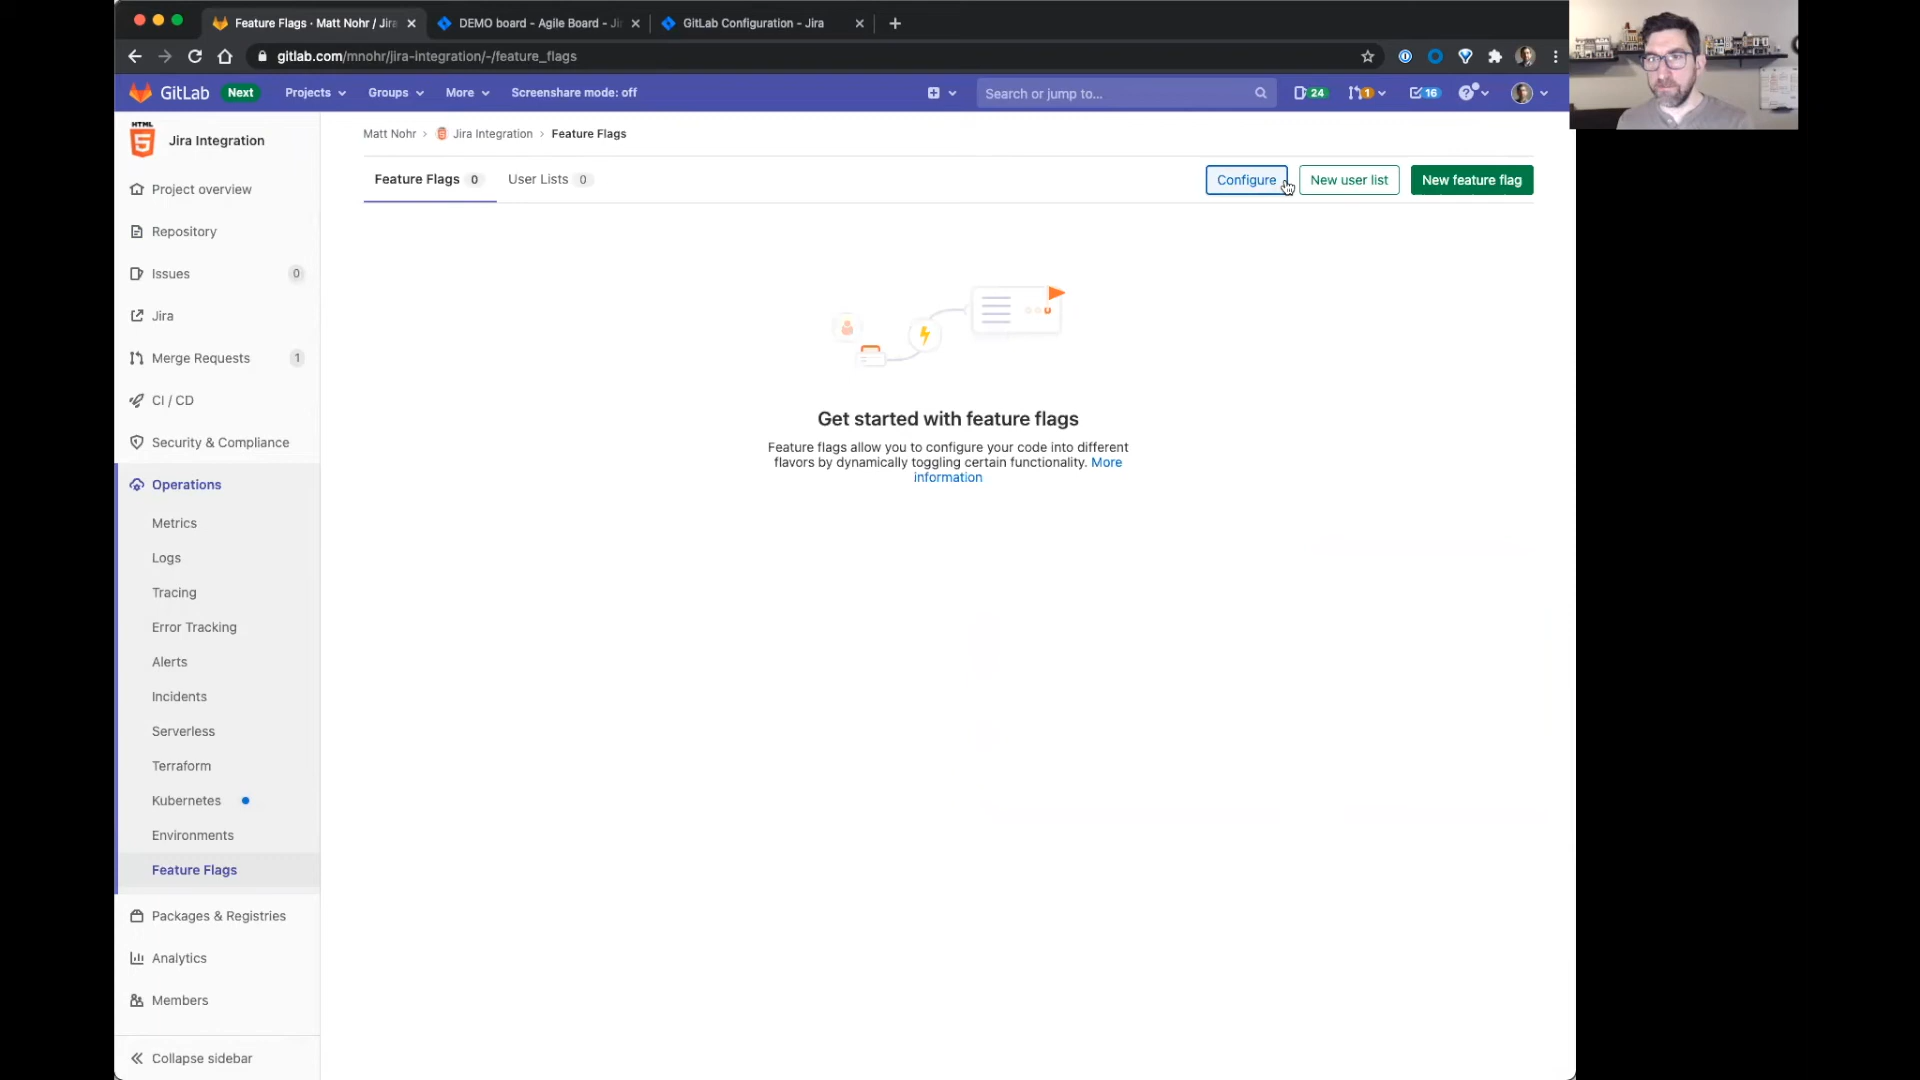 Feature Flags · Matt Nohr / Jira
DEMO board - Agile Board - Ji
GitLab Configuration - Jira
gitlab.com/mnohr/jira-integration/-/feature_flags
GitLab Next Projects Groups More Screenshare mode: off Search or jump to... 24 1 16
HTML
5
Jira Integration
Matt Nohr > Jira Integration > Feature Flags
Feature Flags 0 User Lists 0 Configure New user list New feature flag
Project overview
Repository
Issues 0
Jira
Merge Requests 1
CI / CD
Security & Compliance
Operations
Metrics
Logs
Tracing
Error Tracking
Alerts
Incidents
Serverless
Terraform
Kubernetes
Environments
Feature Flags
Packages & Registries
Analytics
Members
Collapse sidebar
Get started with feature flags
Feature flags allow you to configure your code into different
flavors by dynamically toggling certain functionality. More
information